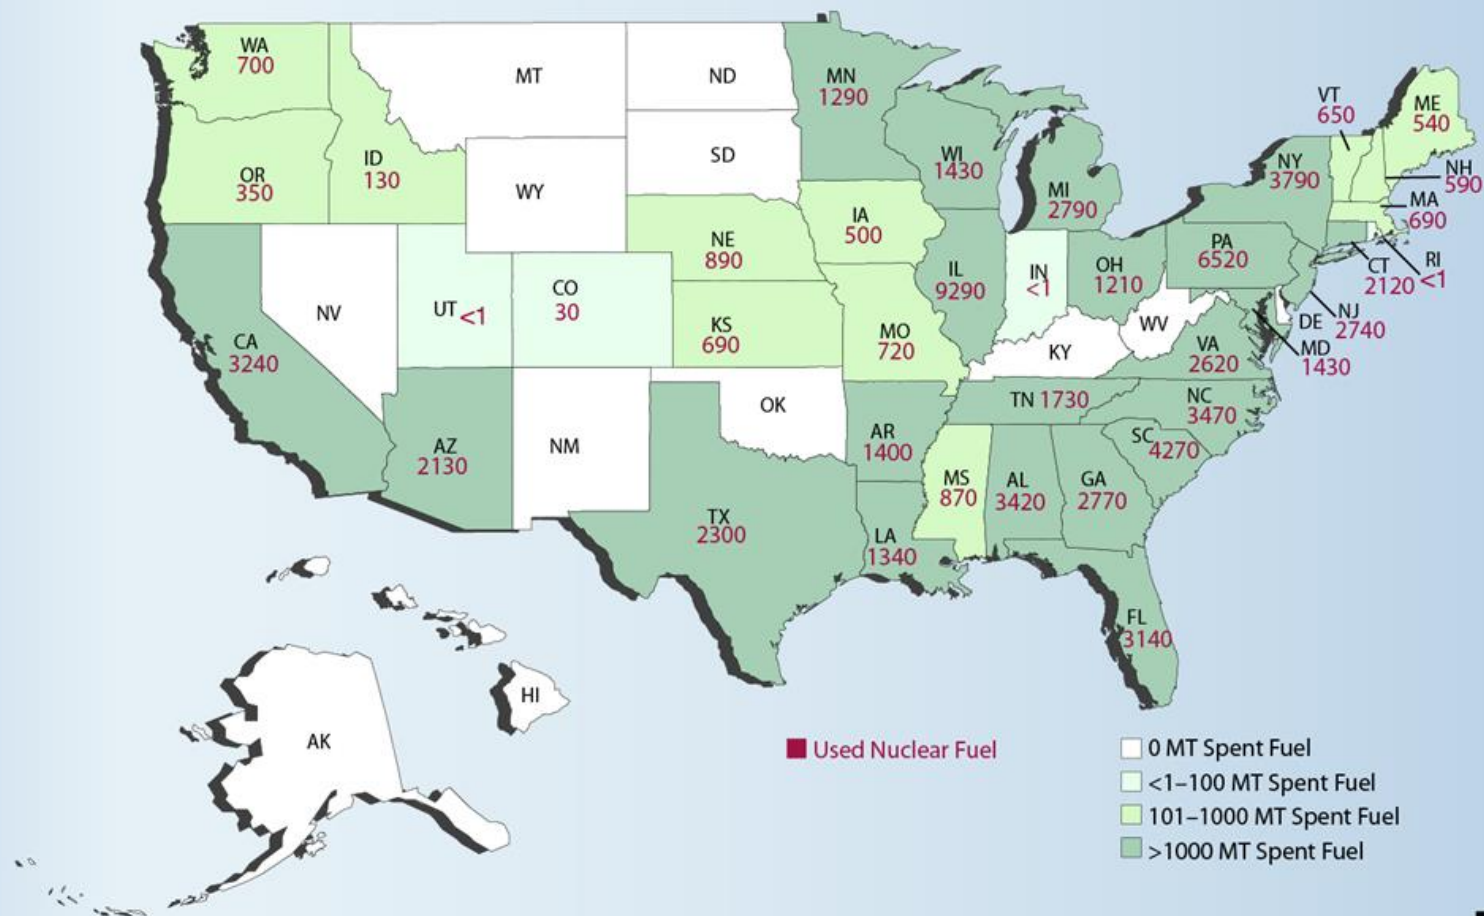 WA
700
MT
ND
MN
1290
VT
650
ME
540
OR
350
ID
130
SD
WI
1430
MI
2790
NY
3790
NH
590
MA
690
WY
IA
500
NE
890
PA
6520
RI
<1
CT
2120
IL
9290
IN
<1
OH
1210
NV
UT <1
CO
30
KS
690
MO
720
KY
WV
VA
2620
DE
NJ
2740
MD
1430
CA
3240
AZ
2130
NM
OK
AR
1400
TN 1730
NC
3470
SC
4270
TX
2300
LA
1340
MS
870
AL
3420
GA
2770
FL
3140
HI
AK
Used Nuclear Fuel
0 MT Spent Fuel
<1–100 MT Spent Fuel
101–1000 MT Spent Fuel
>1000 MT Spent Fuel